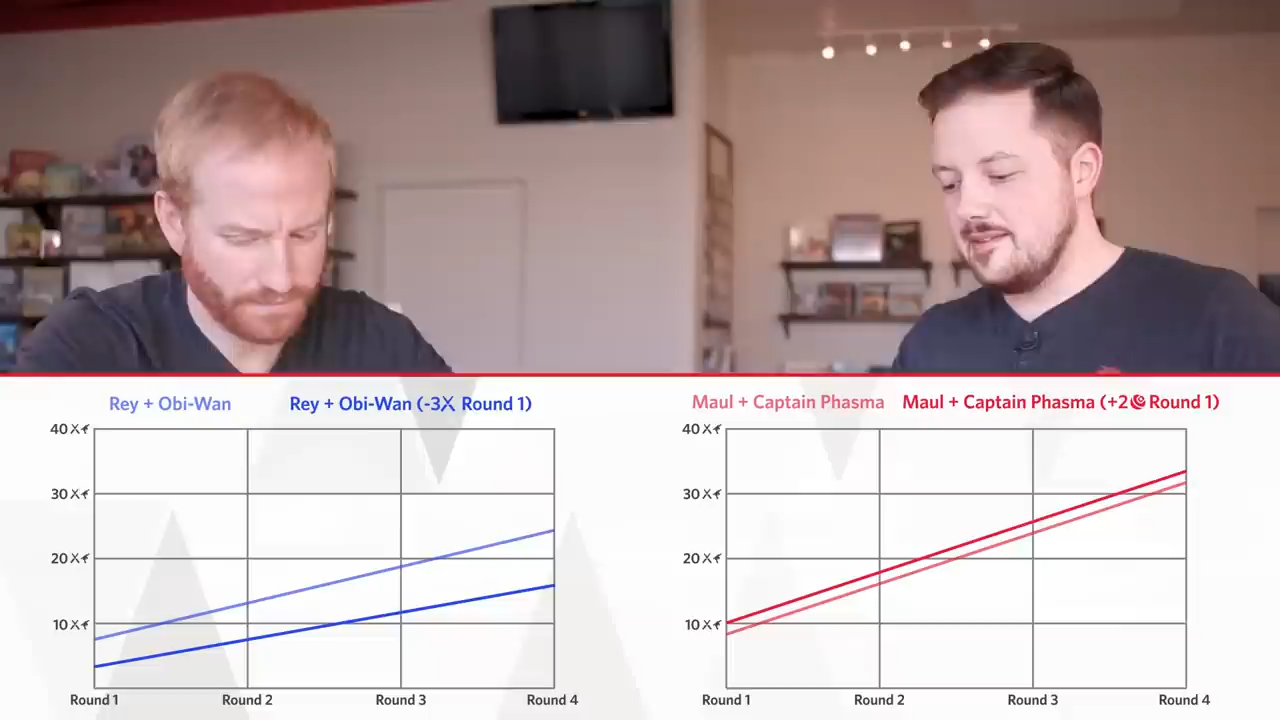 Rey + Obi-Wan
Rey + Obi-Wan (-3 Round 1)
40
30
20
10
Round 1
Round 2
Round 3
Round 4
Maul + Captain Phasma
Maul + Captain Phasma (+2 Round 1)
40
30
20
10
Round 1
Round 2
Round 3
Round 4